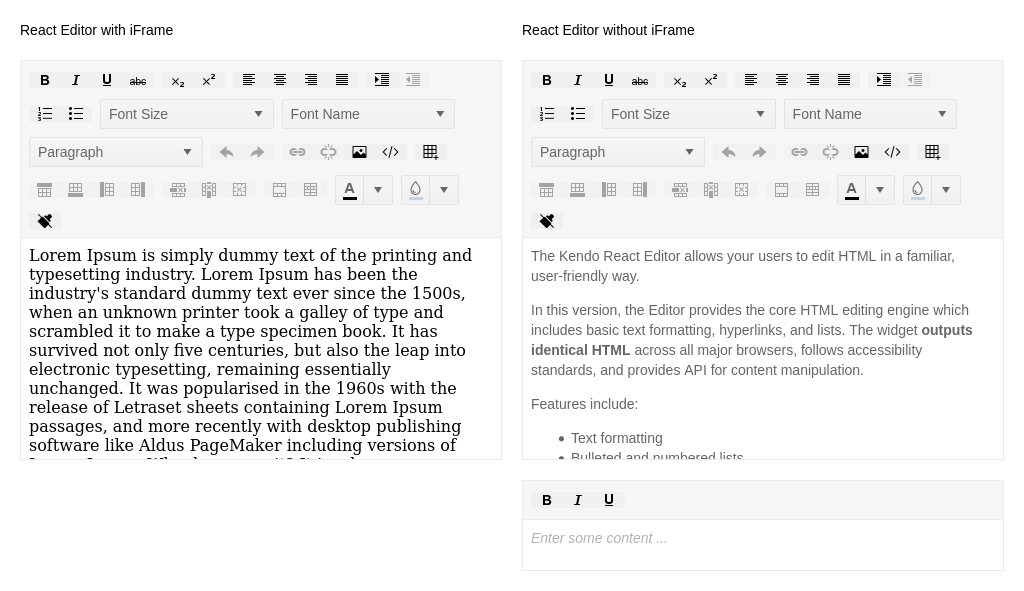 React Editor with iFrame
Font Size
Font Name
Paragraph
Lorem Ipsum is simply dummy text of the printing and
typesetting industry. Lorem Ipsum has been the
industry's standard dummy text ever since the 1500s,
when an unknown printer took a galley of type and
scrambled it to make a type specimen book. It has
survived not only five centuries, but also the leap into
electronic typesetting, remaining essentially
unchanged. It was popularised in the 1960s with the
release of Letraset sheets containing Lorem Ipsum
passages, and more recently with desktop publishing
software like Aldus PageMaker including versions of
React Editor without iFrame
Font Size
Font Name
Paragraph
The Kendo React Editor allows your users to edit HTML in a familiar,
user-friendly way.
In this version, the Editor provides the core HTML editing engine which
includes basic text formatting, hyperlinks, and lists. The widget outputs
identical HTML across all major browsers, follows accessibility
standards, and provides API for content manipulation.
Features include:
• Text formatting
• Bulleted and numbered lists
B I U
Enter some content ...